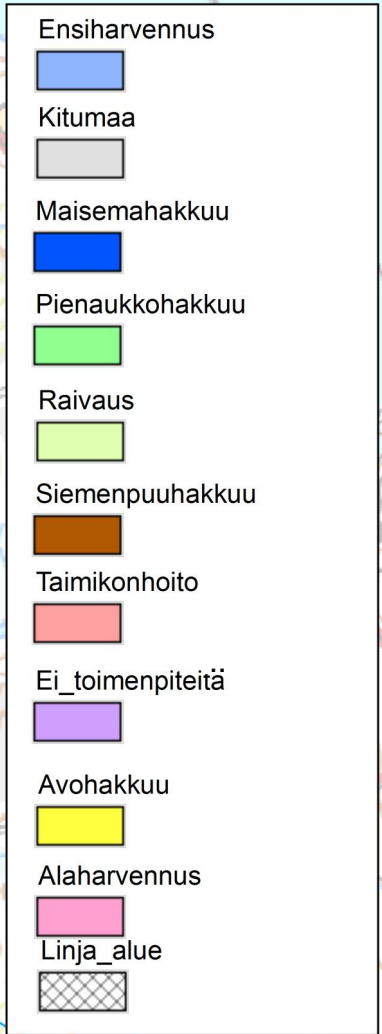 Ensiharvennus
Kitumaa
Maisemahakkuu
Pienaukkohakkuu
Raivaus
Siemenpuuhakkuu
Taimikonhoito
Ei_toimenpiteitä
Avohakkuu
Alaharvennus
Linja_alue